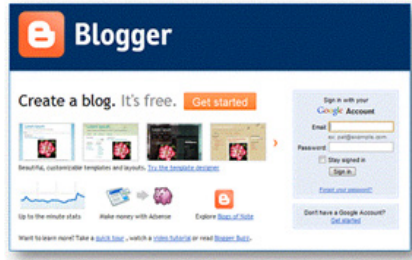 Blogger
Create a blog. It's free. Get started
Beautiful, customizable templates and layouts. Try the template designer
Up to the minute stats
Make money with Adsense
Explore Blogs of Note
Want to learn more? Take a quick tour , watch a video tutorial or read Blogger Buzz.
Sign in with your
Google Account
Email:
ex: pat@example.com
Password:
Stay signed in
Sign in
Forgot your password?
Don't have a Google Account?
Get started